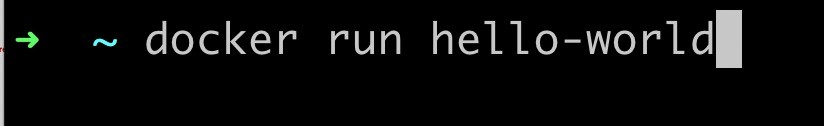 ➜ ~ docker run hello-world